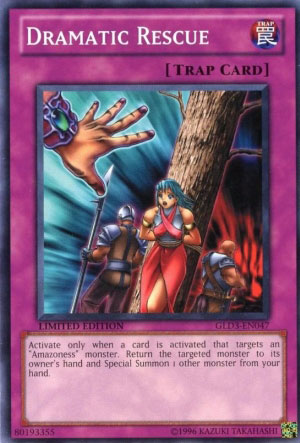 DRAMATIC RESCUE
TRAP
罠
[TRAP CARD]
LIMITED EDITION GLD3-EN047
Activate only when a card is activated that targets an
"Amazoness" monster. Return the targeted monster to its
owner's hand and Special Summon 1 other monster from your
hand.
80193355 ©1996 KAZUKI TAKAHASHI